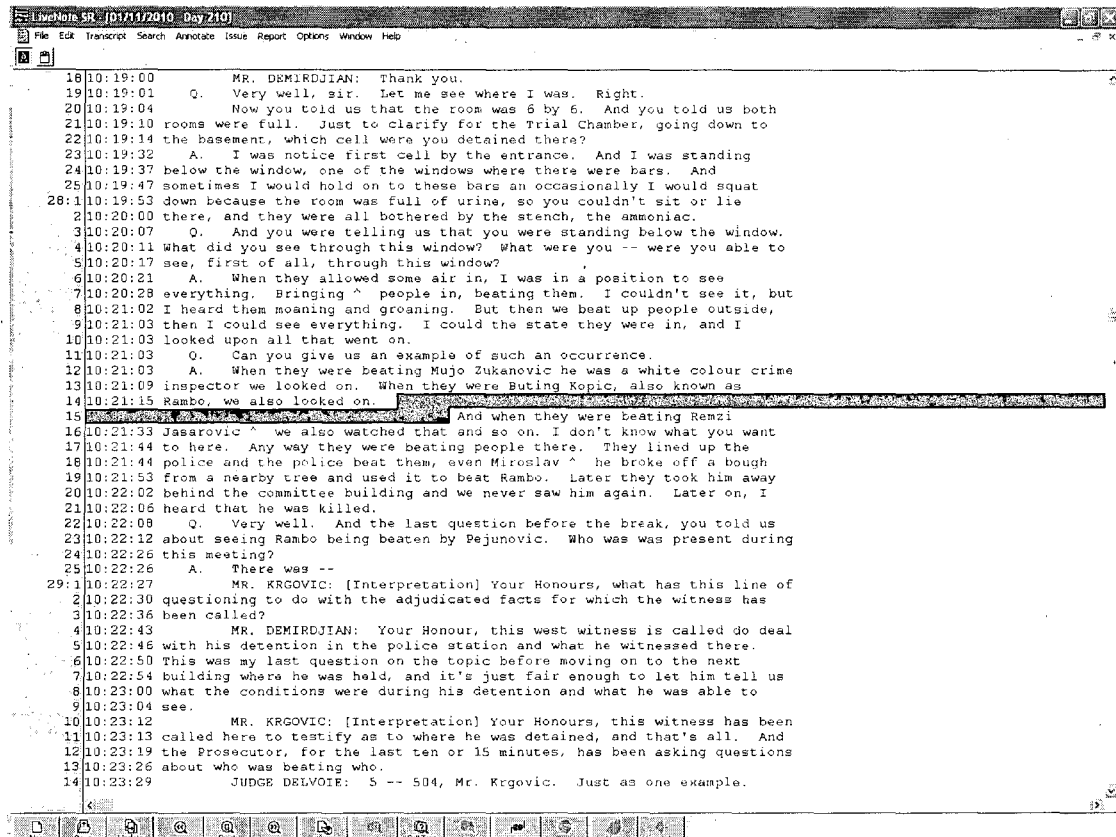 LiveNote SR - [01/11/2010 Day 210]
File Edit Transcript Search Annotate Issue Report Options Window Help
18 10:19:00 MR. DEMIRDJIAN: Thank you.
19 10:19:01 Q. Very well, sir. Let me see where I was. Right.
20 10:19:04 Now you told us that the room was 6 by 6. And you told us both
21 10:19:10 rooms were full. Just to clarify for the Trial Chamber, going down to
22 10:19:14 the basement, which cell were you detained there?
23 10:19:32 A. I was notice first cell by the entrance. And I was standing
24 10:19:37 below the window, one of the windows where there were bars. And
25 10:19:47 sometimes I would hold on to these bars an occasionally I would squat
28:1 10:19:53 down because the room was full of urine, so you couldn't sit or lie
2 10:20:00 there, and they were all bothered by the stench, the ammoniac.
3 10:20:07 Q. And you were telling us that you were standing below the window.
4 10:20:11 What did you see through this window? What were you -- were you able to
5 10:20:17 see, first of all, through this window?
6 10:20:21 A. When they allowed some air in, I was in a position to see
7 10:20:28 everything. Bringing ^ people in, beating them. I couldn't see it, but
8 10:21:02 I heard them moaning and groaning. But then we beat up people outside,
9 10:21:03 then I could see everything. I could the state they were in, and I
10 10:21:03 looked upon all that went on.
11 10:21:03 Q. Can you give us an example of such an occurrence.
12 10:21:03 A. When they were beating Mujo Zukanovic he was a white colour crime
13 10:21:09 inspector we looked on. When they were Buting Kopic, also known as
14 10:21:15 Rambo, we also looked on.
15 And when they were beating Remzi
16 10:21:33 Jasarovic ^ we also watched that and so on. I don't know what you want
17 10:21:44 to here. Any way they were beating people there. They lined up the
18 10:21:44 police and the police beat them, even Miroslav ^ he broke off a bough
19 10:21:53 from a nearby tree and used it to beat Rambo. Later they took him away
20 10:22:02 behind the committee building and we never saw him again. Later on, I
21 10:22:06 heard that he was killed.
22 10:22:08 Q. Very well. And the last question before the break, you told us
23 10:22:12 about seeing Rambo being beaten by Pejunovic. Who was was present during
24 10:22:26 this meeting?
25 10:22:26 A. There was --
29:1 10:22:27 MR. KRGOVIC: [Interpretation] Your Honours, what has this line of
2 10:22:30 questioning to do with the adjudicated facts for which the witness has
3 10:22:36 been called?
4 10:22:43 MR. DEMIRDJIAN: Your Honour, this west witness is called do deal
5 10:22:46 with his detention in the police station and what he witnessed there.
6 10:22:50 This was my last question on the topic before moving on to the next
7 10:22:54 building where he was held, and it's just fair enough to let him tell us
8 10:23:00 what the conditions were during his detention and what he was able to
9 10:23:04 see.
10 10:23:12 MR. KRGOVIC: [Interpretation] Your Honours, this witness has been
11 10:23:13 called here to testify as to where he was detained, and that's all. And
12 10:23:19 the Prosecutor, for the last ten or 15 minutes, has been asking questions
13 10:23:26 about who was beating who.
14 10:23:29 JUDGE DELVOIE: 5 -- 504, Mr. Krgovic. Just as one example.